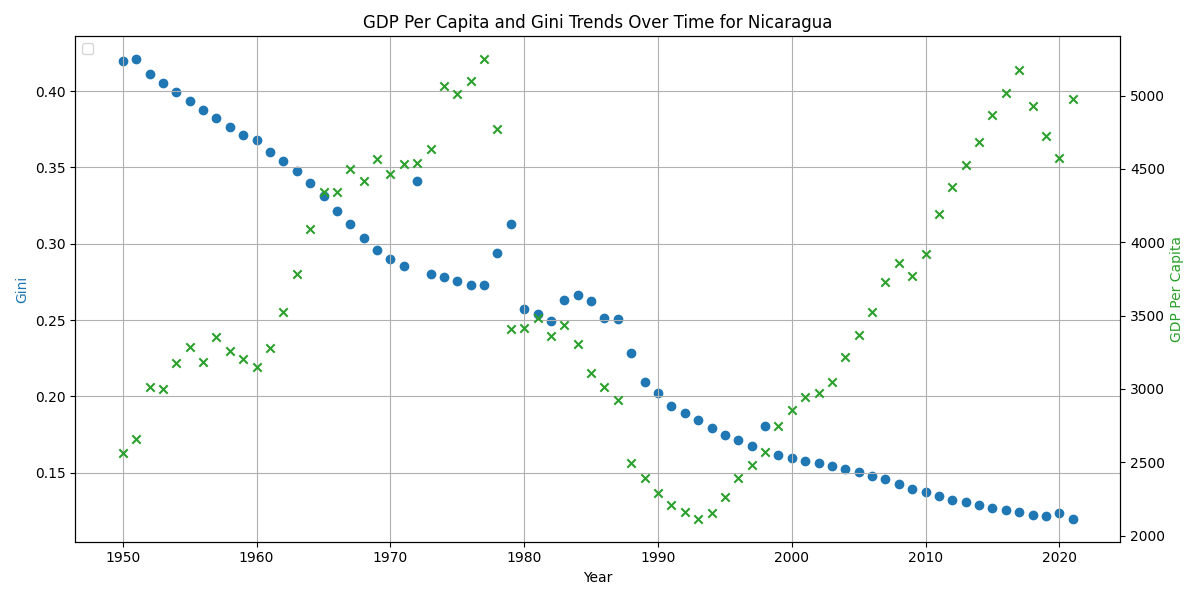 GDP Per Capita and Gini Trends Over Time for Nicaragua
Gini
0.40
0.35
0.30
0.25
0.20
0.15
5000
4500
4000
3500
3000
2500
2000
GDP Per Capita
1950 1960 1970 1980 1990 2000 2010 2020
Year